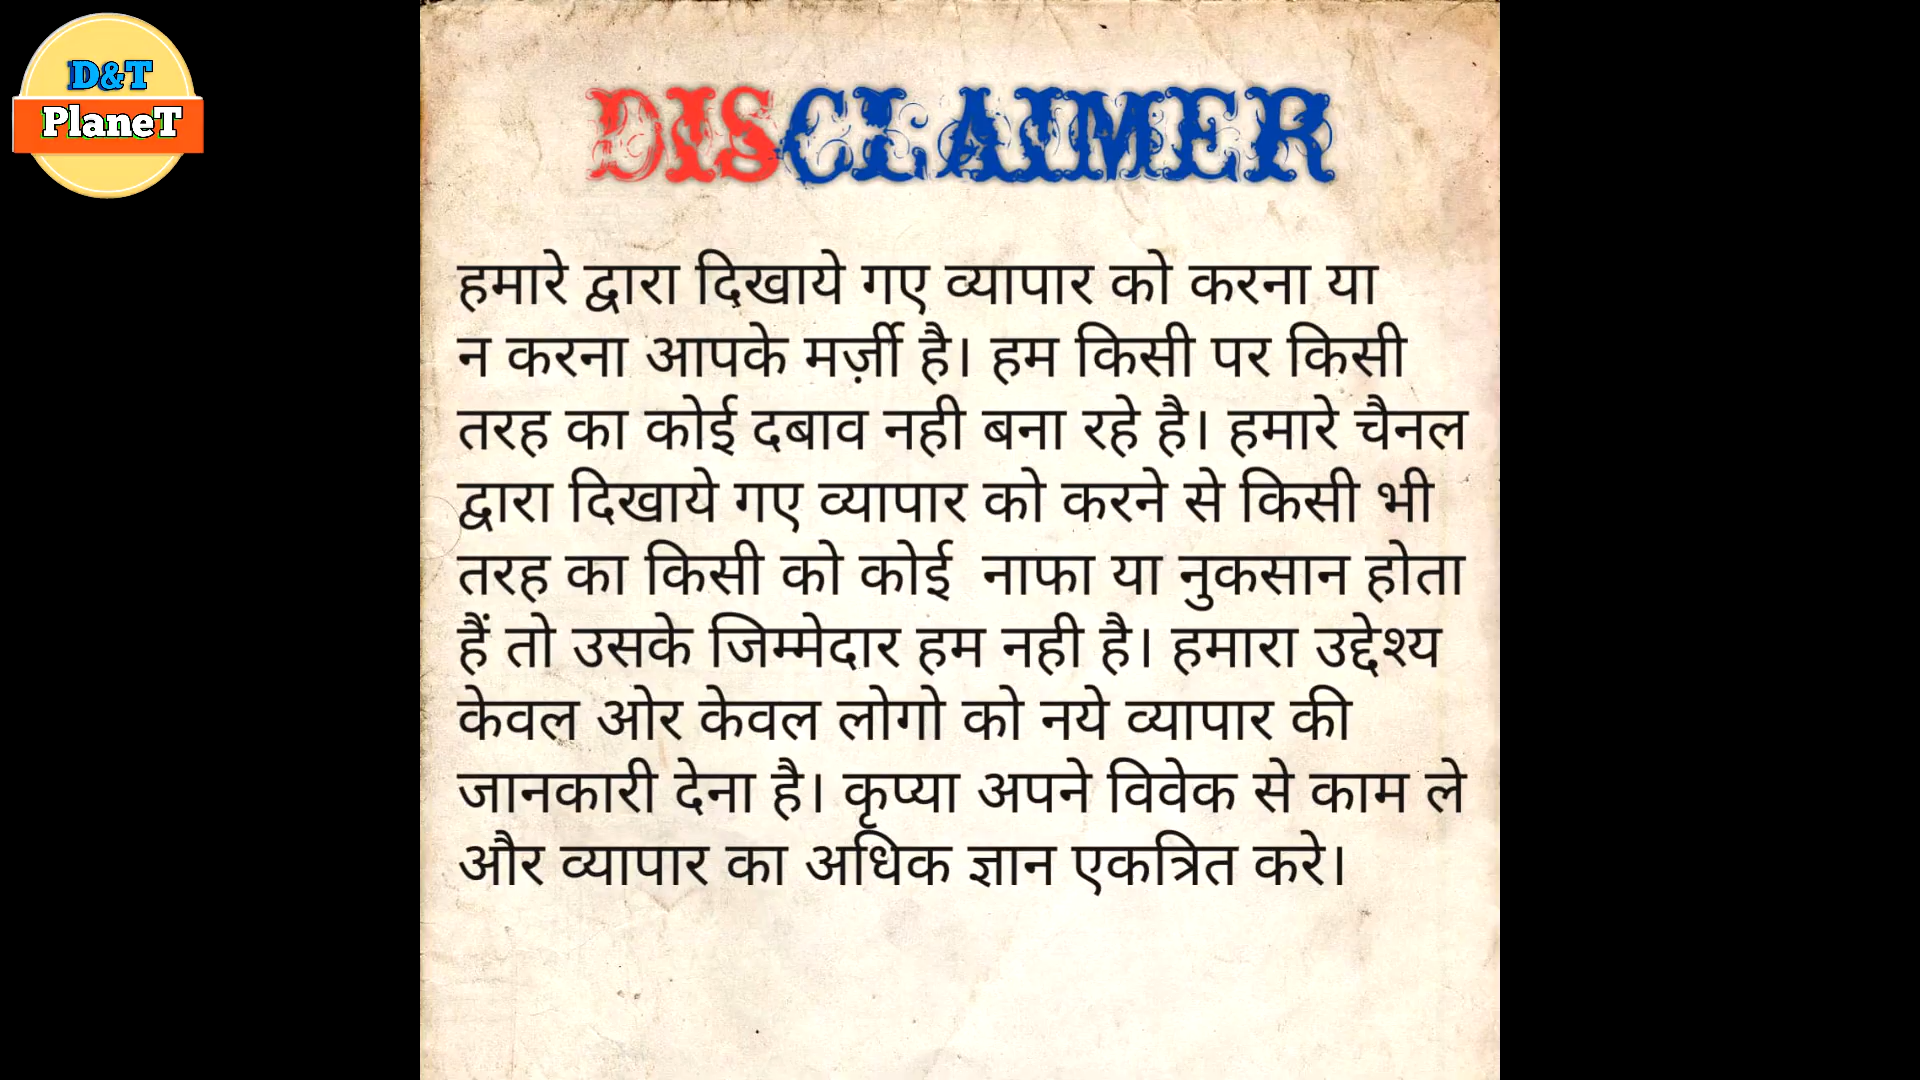 D&T
PlaneT
DISCLAIMER
हमारे द्वारा दिखाये गए व्यापार को करना या
न करना आपके मर्ज़ी है। हम किसी पर किसी
तरह का कोई दबाव नही बना रहे है। हमारे चैनल
द्वारा दिखाये गए व्यापार को करने से किसी भी
तरह का किसी को कोई नाफा या नुकसान होता
हैं तो उसके जिम्मेदार हम नही है। हमारा उद्देश्य
केवल ओर केवल लोगो को नये व्यापार की
जानकारी देना है। कृप्या अपने विवेक से काम ले
और व्यापार का अधिक ज्ञान एकत्रित करे।